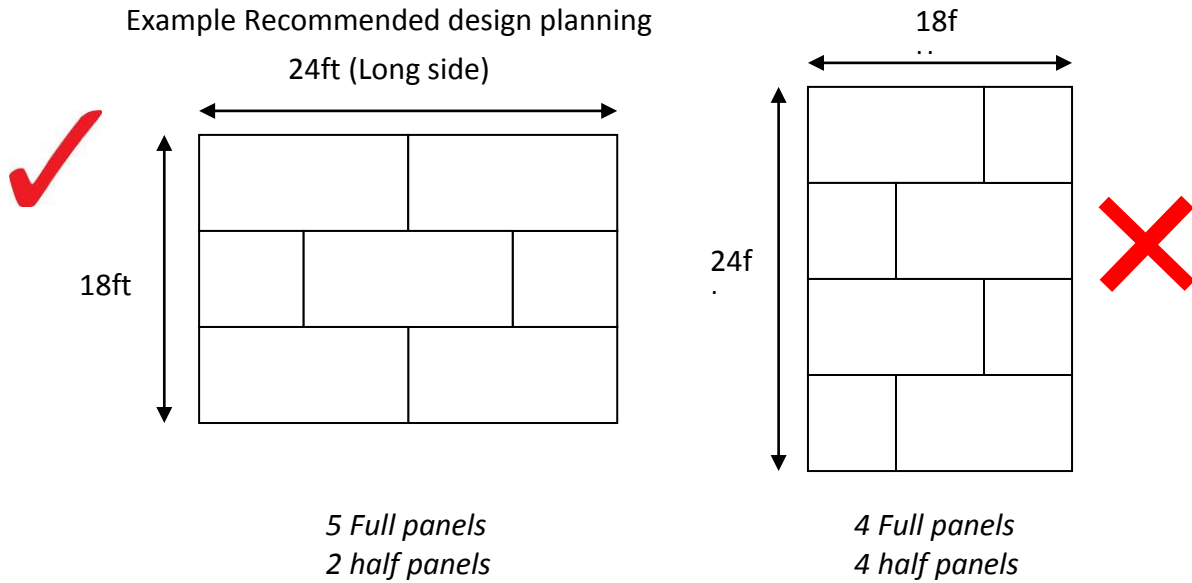 Example Recommended design planning
24ft (Long side)
18ft
5 Full panels
2 half panels
18f
24f
4 Full panels
4 half panels